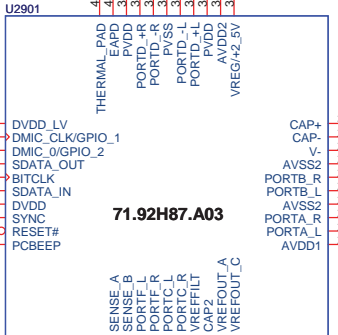 U2901
THERMAL_PAD
EAPD
PVDD
PORTD_+R
PORTD_-R
PVSS
PORTD_-L
PORTD_+L
PVDD
AVDD2
VREG/+2_5V
DVDD_LV
DMIC_CLK/GPIO_1
DMIC_0/GPIO_2
SDATA_OUT
BITCLK
SDATA_IN
DVDD
SYNC
RESET#
PCBEEP
71.92H87.A03
CAP+
CAP-
V-
AVSS2
PORTB_R
PORTB_L
AVSS2
PORTA_R
PORTA_L
AVDD1
SENSE_A
SENSE_B
PORTF_L
PORTF_R
PORTC_L
PORTC_R
VREFFILT
CAP2
VREFOUT_A
VREFOUT_C